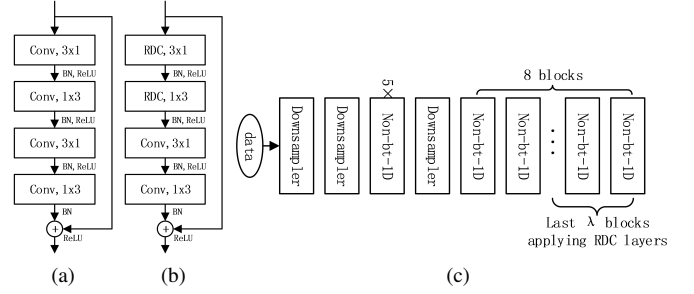 Conv,3x1
BN,ReLU
Conv,1x3
BN,ReLU
Conv,3x1
BN,ReLU
Conv,1x3
BN
+
ReLU
(a)
RDC,3x1
BN,ReLU
RDC,1x3
BN,ReLU
Conv,3x1
BN,ReLU
Conv,1x3
BN
+
ReLU
(b)
data
Downsampler
Downsampler
5×
Non-bt-1D
Downsampler
8 blocks
Non-bt-1D
Non-bt-1D
...
Non-bt-1D
Non-bt-1D
Last λ blocks
applying RDC layers
(c)